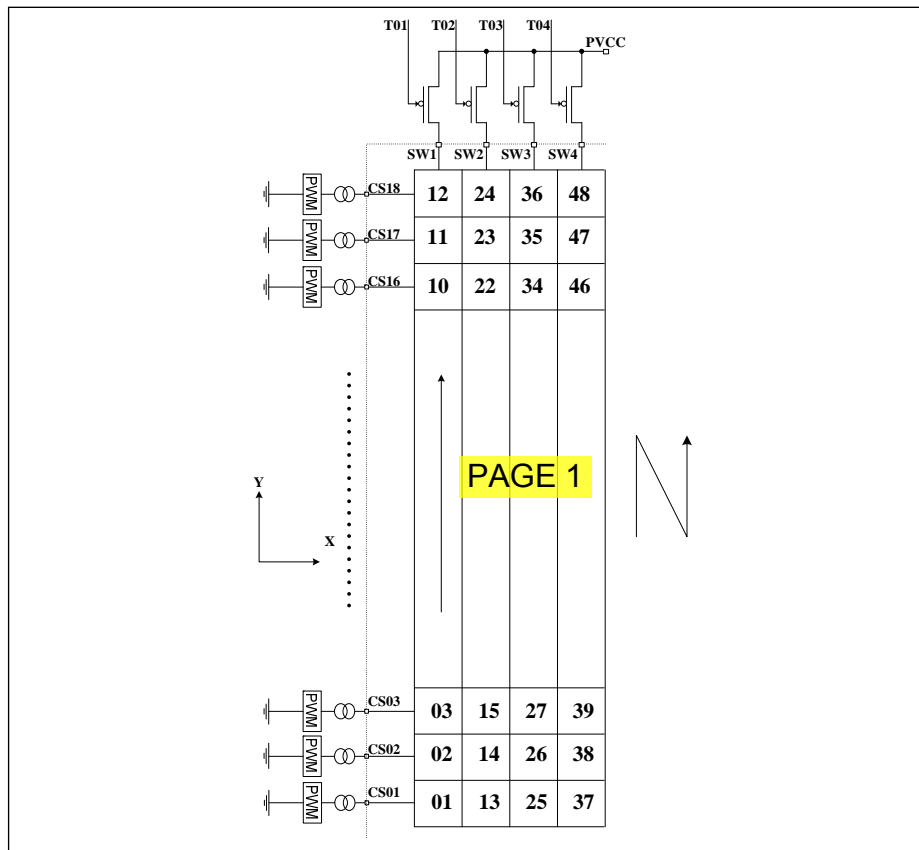 T01 T02 T03 T04
PVCC
SW1 SW2 SW3 SW4
PWM CS18 12 24 36 48
PWM CS17 11 23 35 47
PWM CS16 10 22 34 46
PAGE 1
Y
X
PWM CS03 03 15 27 39
PWM CS02 02 14 26 38
PWM CS01 01 13 25 37